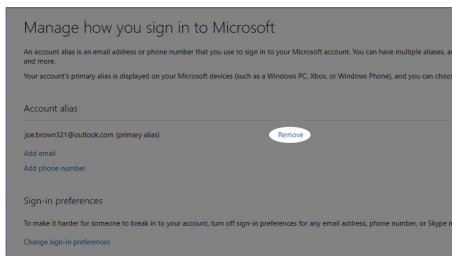 Manage how you sign in to Microsoft
An account alias is an email address or phone number that you use to sign in to your Microsoft account. You can have multiple aliases,
and more.
Your account's primary alias is displayed on your Microsoft devices (such as a Windows PC, Xbox, or Windows Phone), and you can
Account alias
joe.brown321@outlook.com (primary alias) Remove
Add email
Add phone number
Sign-in preferences
To make it harder for someone to break in to your account, turn off sign-in preferences for any email address, phone number, or Skype
Change sign-in preferences